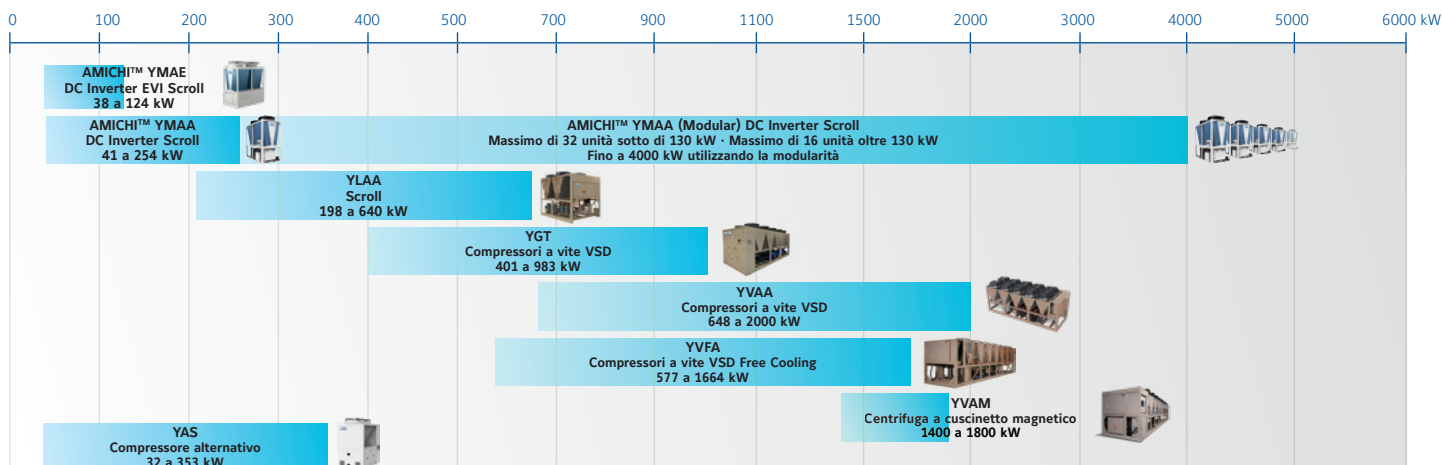 0 100 200 300 400 500 700 900 1100 1500 2000 3000 4000 5000 6000 kW
AMICHI™ YMAE
DC Inverter EVI Scroll
38 a 124 kW
AMICHI™ YMAA
DC Inverter Scroll
41 a 254 kW
AMICHI™ YMAA (Modular) DC Inverter Scroll
Massimo di 32 unità sotto di 130 kW · Massimo di 16 unità oltre 130 kW
Fino a 4000 kW utilizzando la modularità
YLAA
Scroll
198 a 640 kW
YGT
Compressori a vite VSD
401 a 983 kW
YVAA
Compressori a vite VSD
648 a 2000 kW
YVFA
Compressori a vite VSD Free Cooling
577 a 1664 kW
YVAM
Centrifuga a cuscinetto magnetico
1400 a 1800 kW
YAS
Compressore alternativo
32 a 353 kW